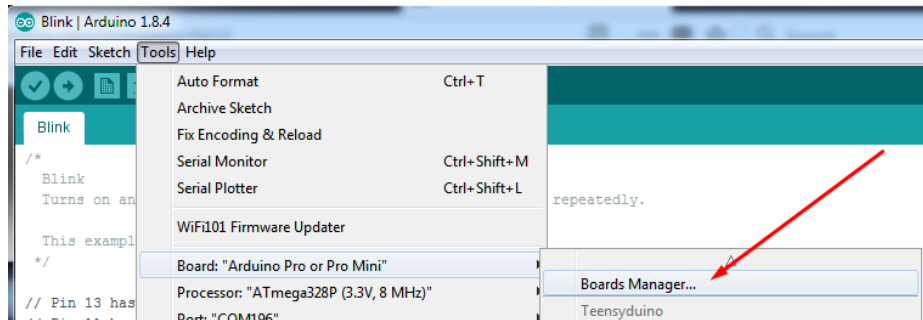 Blink | Arduino 1.8.4
File Edit Sketch Tools Help
Auto Format Ctrl+T
Archive Sketch
Fix Encoding & Reload
Serial Monitor Ctrl+Shift+M
Serial Plotter Ctrl+Shift+L
WiFi101 Firmware Updater
Board: "Arduino Pro or Pro Mini"
Processor: "ATmega328P (3.3V, 8 MHz)"
Port: "COM196"
Boards Manager...
Teensyduino
Blink
/*
Blink
Turns on an repeatedly.
This exampl
*/
// Pin 13 has